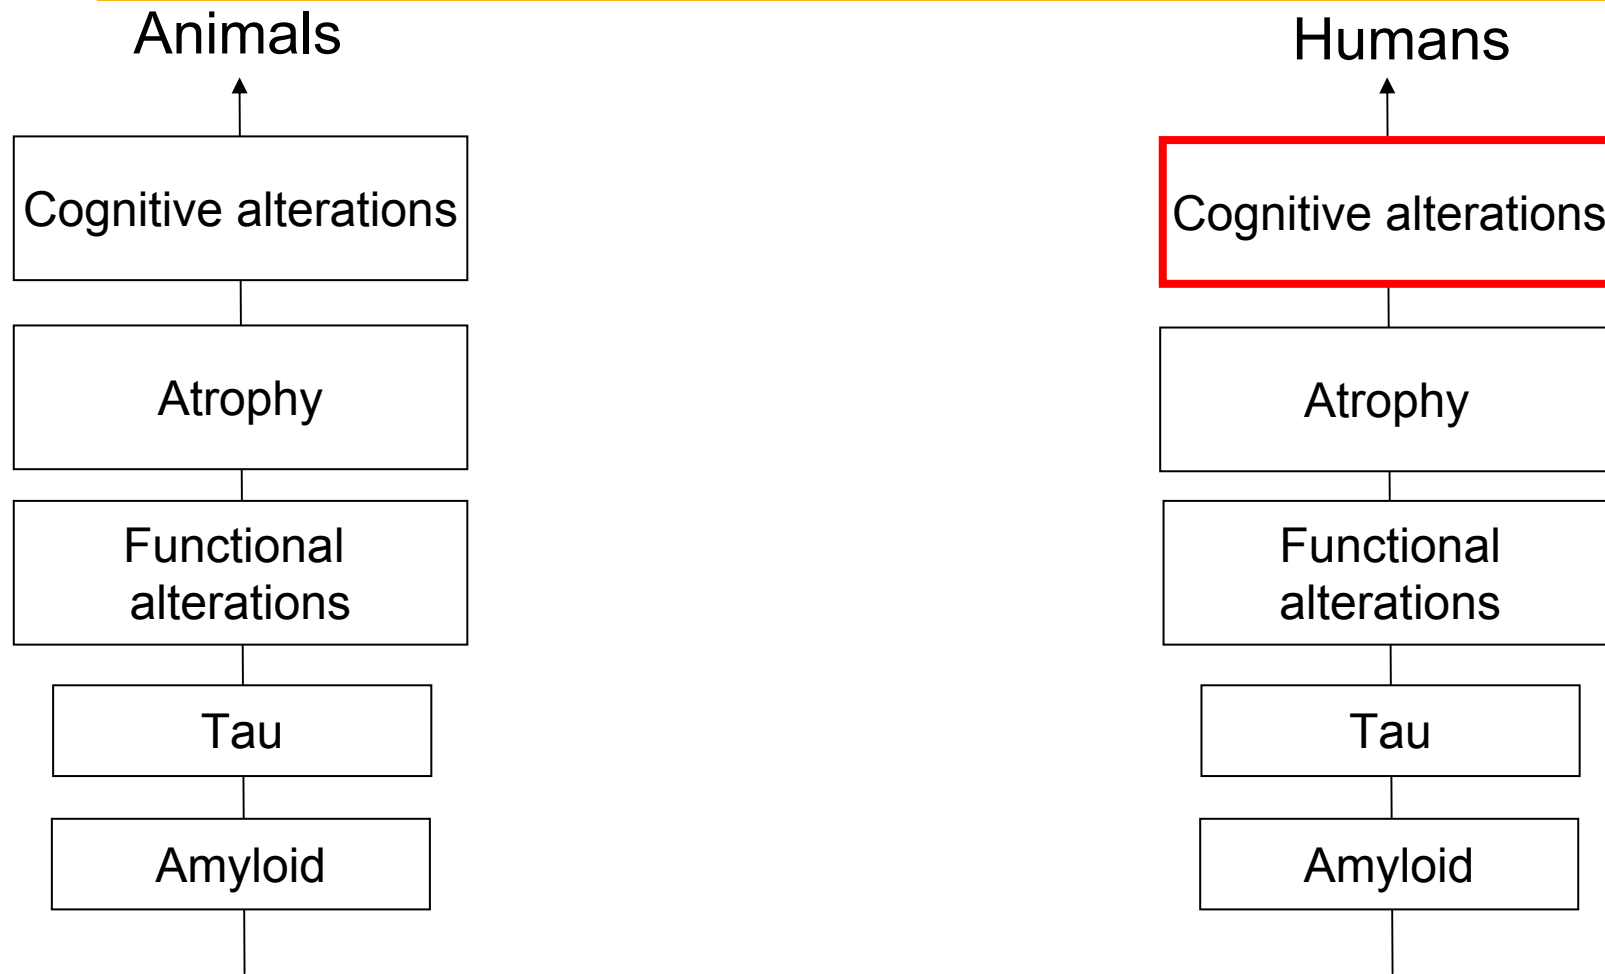 Animals
Cognitive alterations
Atrophy
Functional
alterations
Tau
Amyloid
Humans
Cognitive alterations
Atrophy
Functional
alterations
Tau
Amyloid